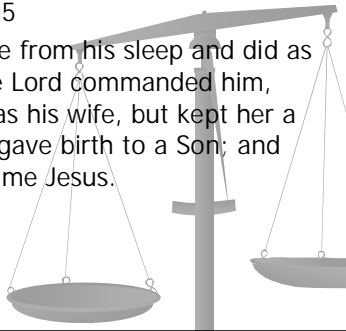 25
e from his sleep and did as
e Lord commanded him,
as his wife, but kept her a
gave birth to a Son; and
me Jesus.